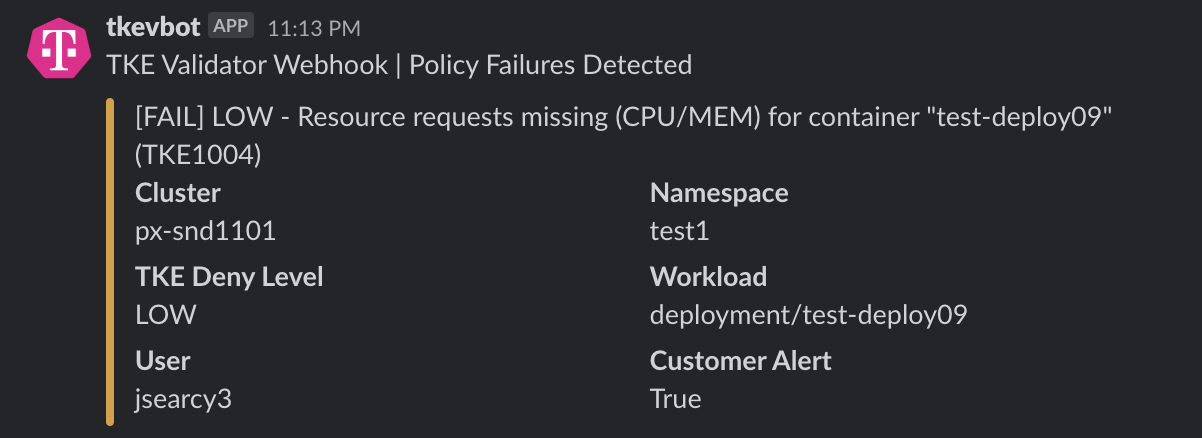 T
tkevbot APP 11:13 PM
TKE Validator Webhook | Policy Failures Detected
[FAIL] LOW - Resource requests missing (CPU/MEM) for container "test-deploy09"
(TKE1004)
Cluster Namespace
px-snd1101 test1
TKE Deny Level Workload
LOW deployment/test-deploy09
User Customer Alert
jsearcy3 True